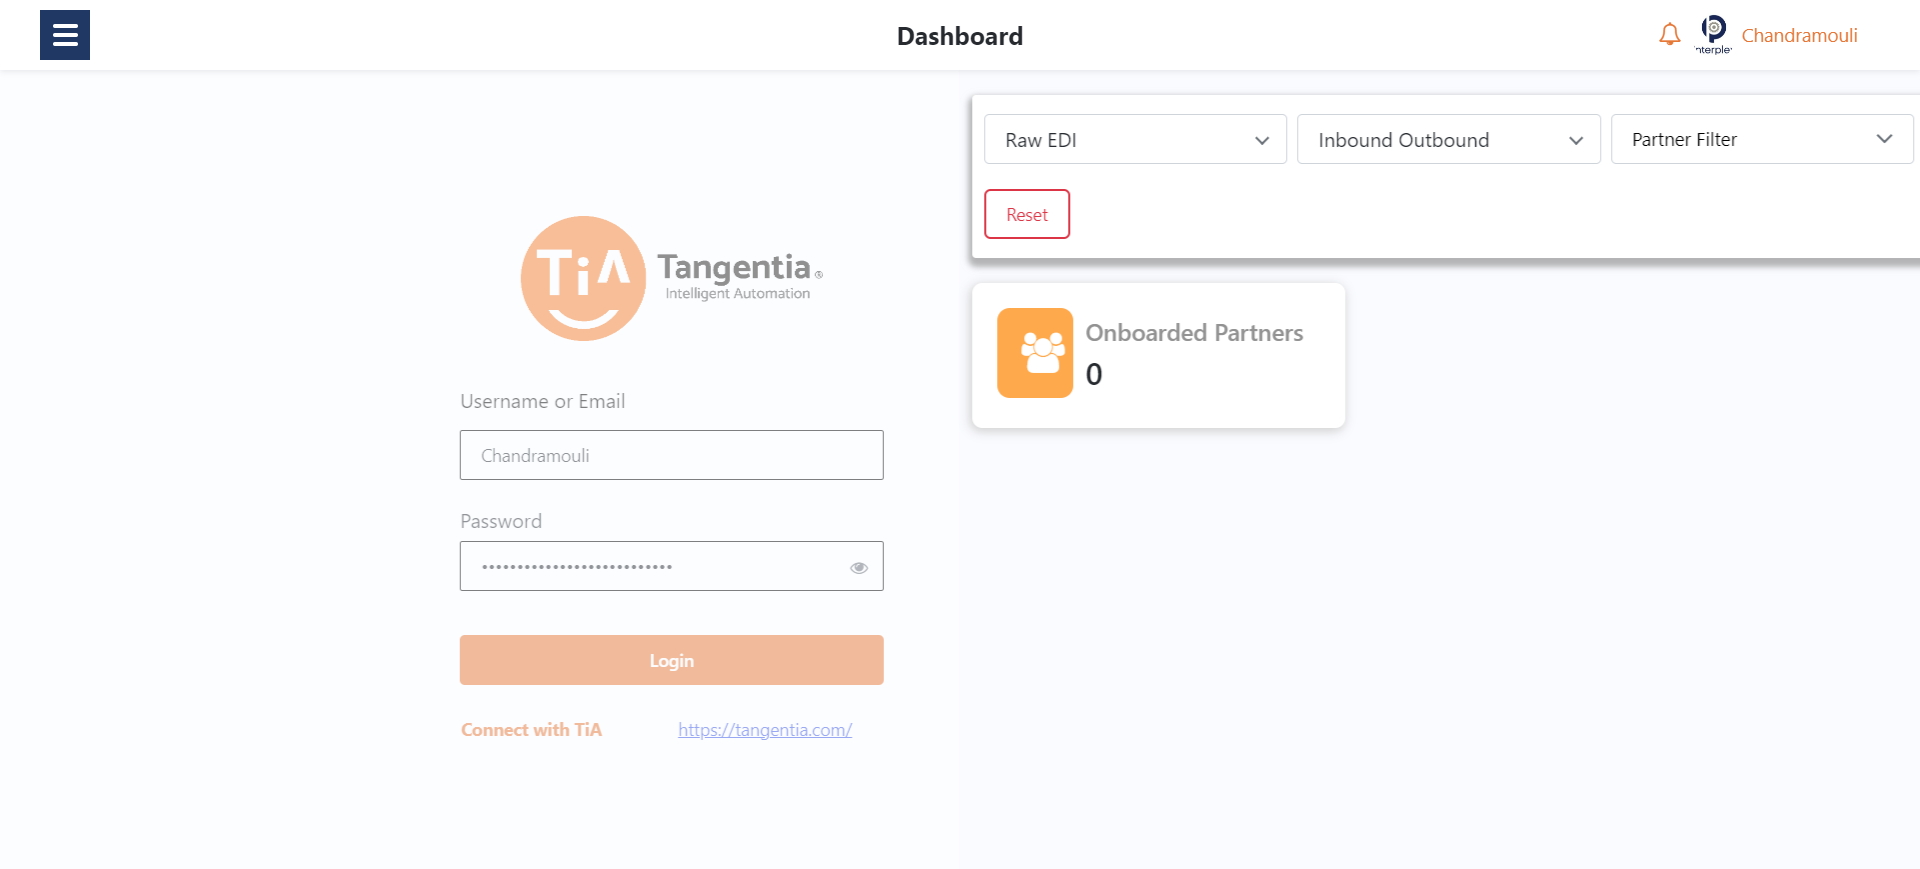 Dashboard
Chandramouli
Raw EDI
Inbound Outbound
Partner Filter
Reset
Onboarded Partners
0
TiA
Tangentia®
Intelligent Automation
Username or Email
Chandramouli
Password
•••••••••••••••••••••••••••
Login
Connect with TiA
https://tangentia.com/